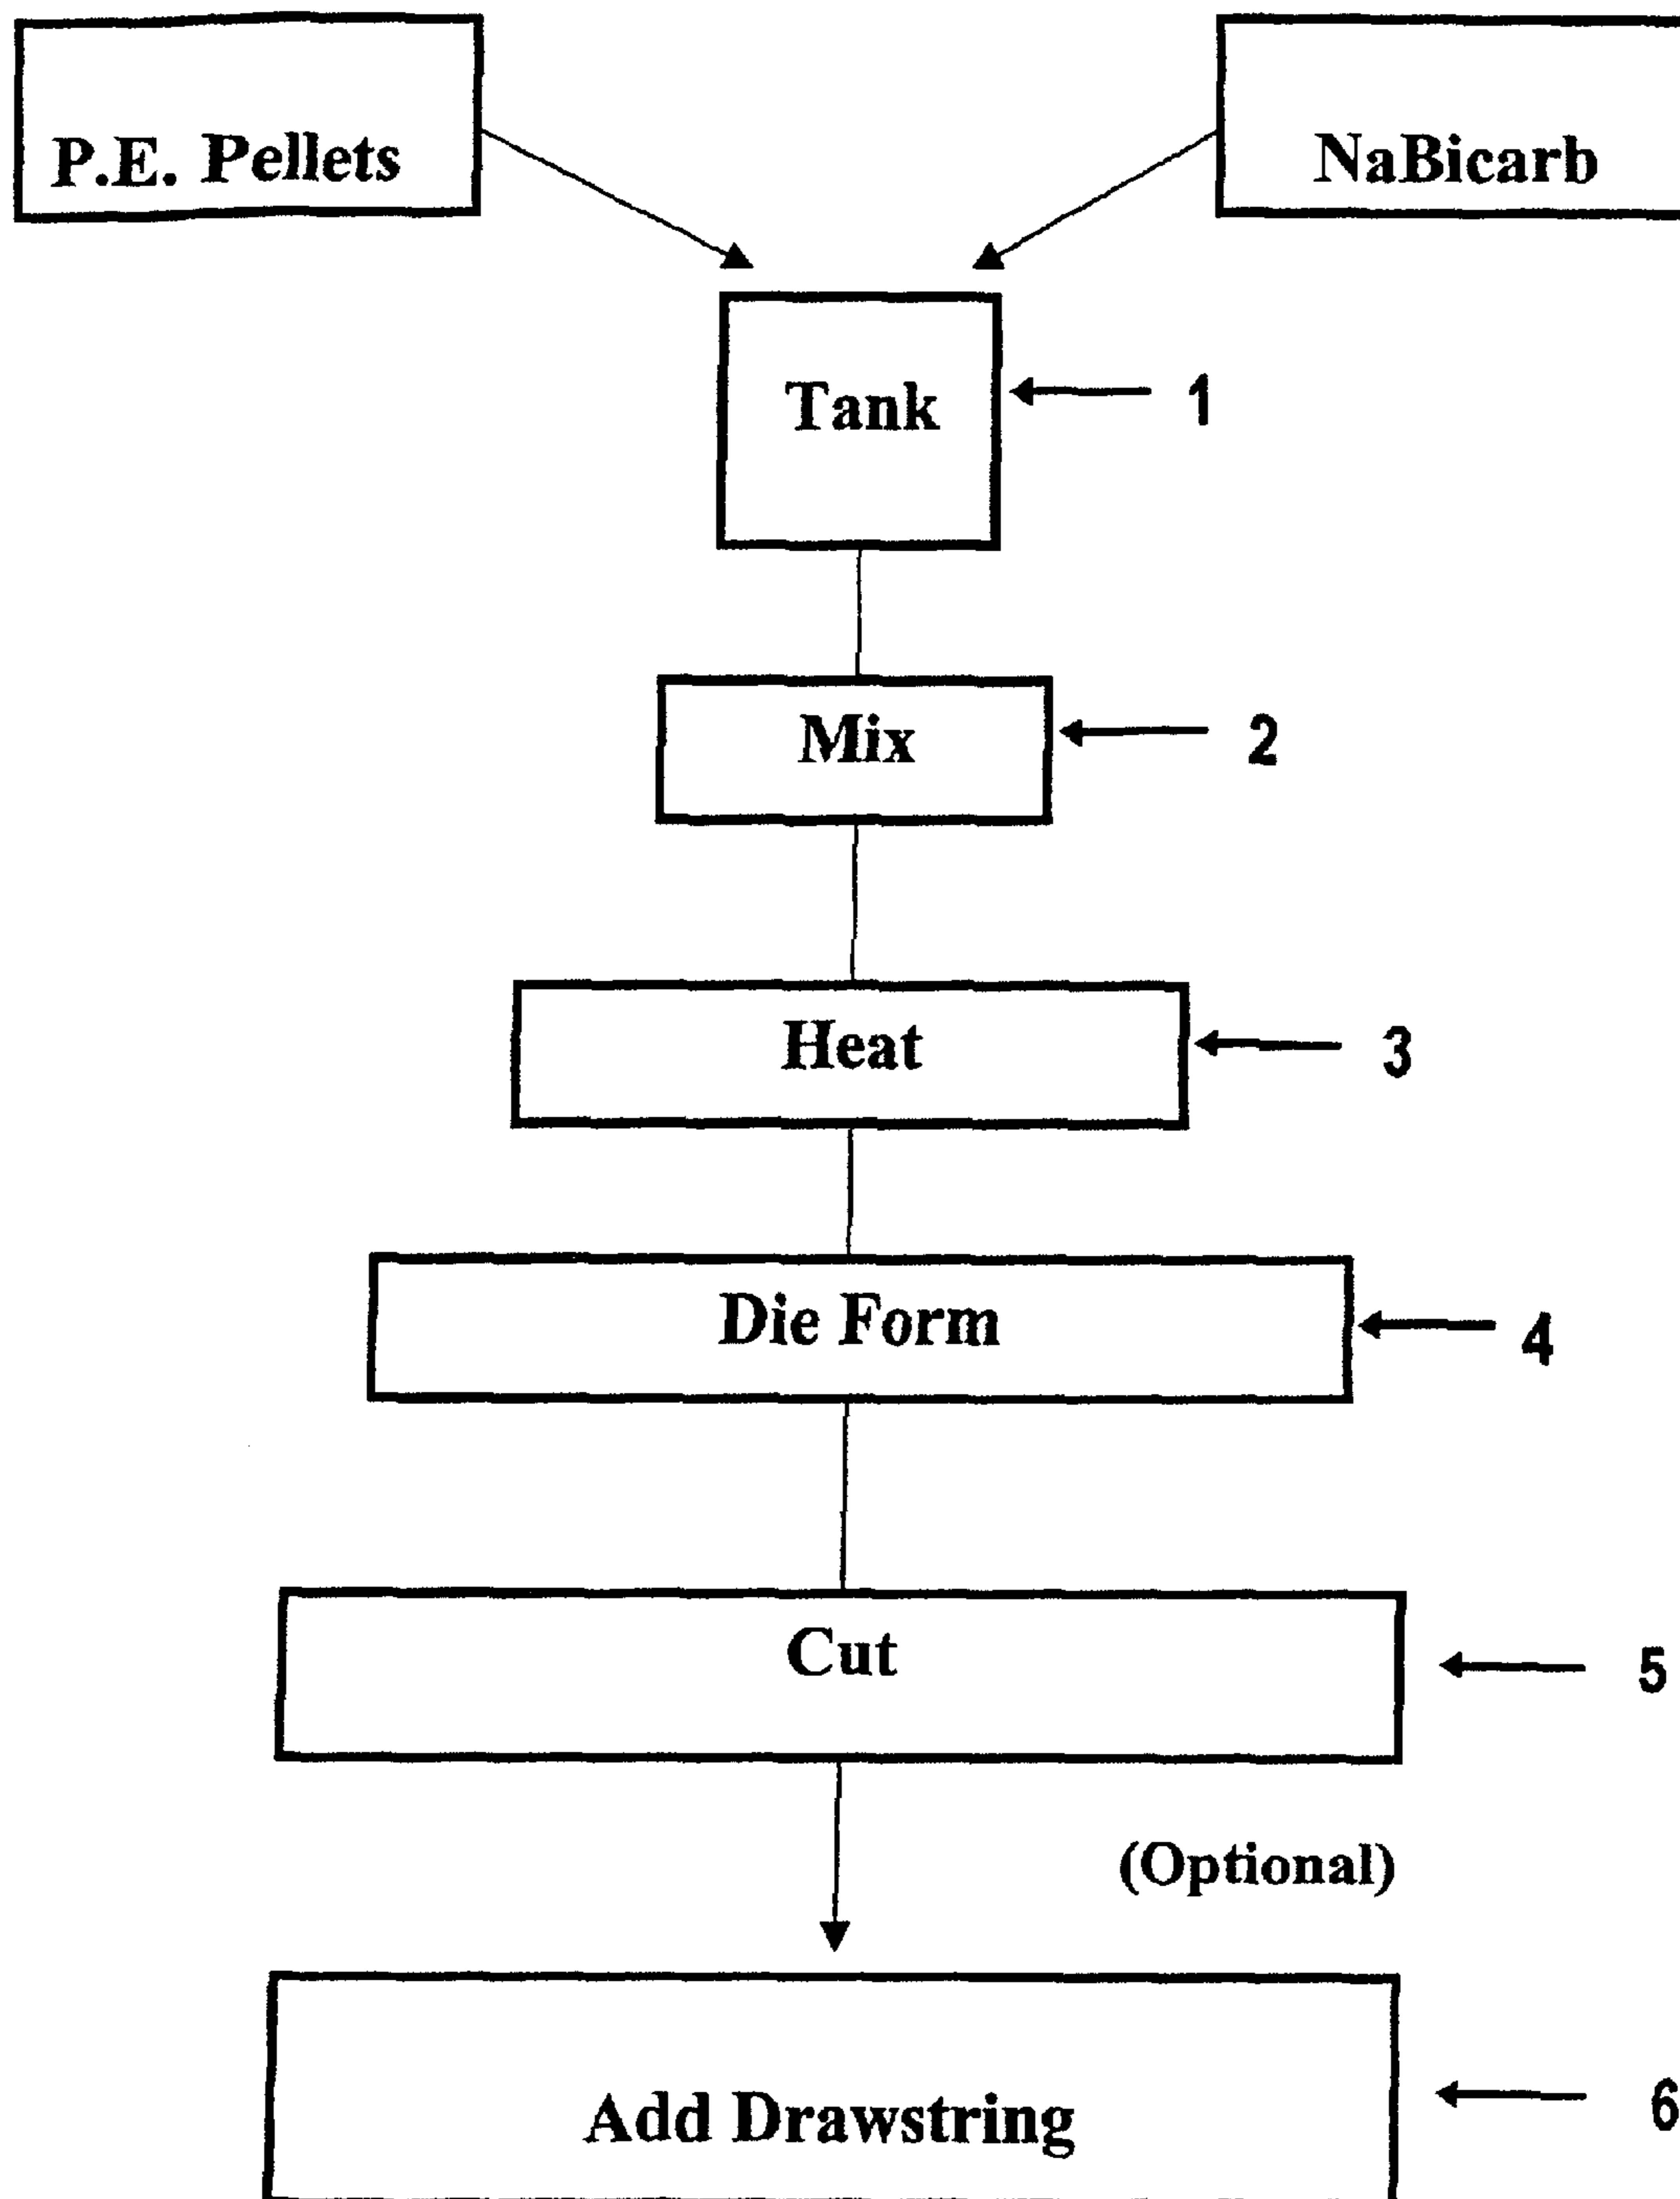 P.E. Pellets
NaBicarb
Tank
1
Mix
2
Heat
3
Die Form
4
Cut
5
(Optional)
Add Drawstring
6